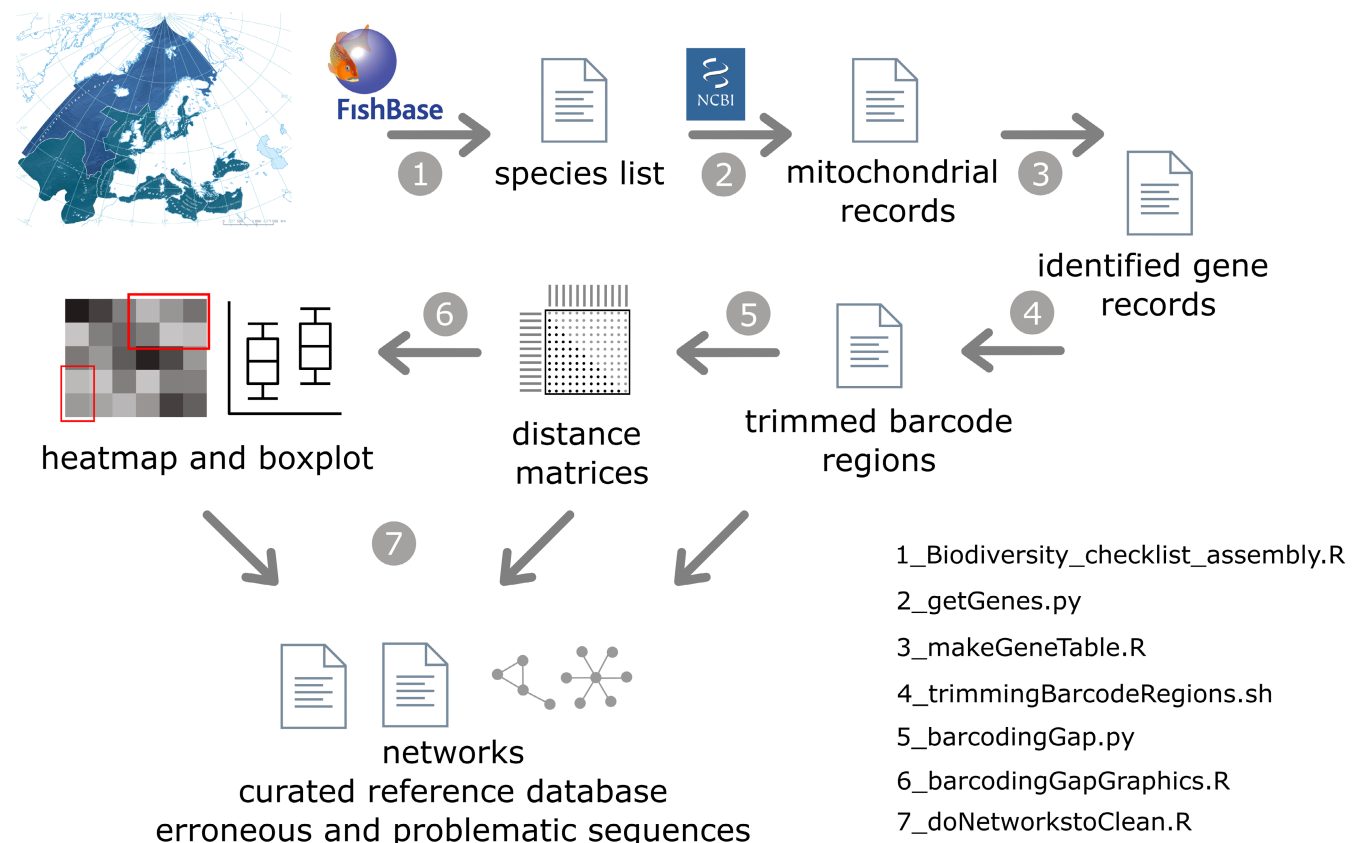 FishBase
NCBI
1
species list
2
mitochondrial
records
3
identified gene
records
6
5
4
heatmap and boxplot
distance
matrices
trimmed barcode
regions
7
networks
curated reference database
erroneous and problematic sequences
1_Biodiversity_checklist_assembly.R
2_getGenes.py
3_makeGeneTable.R
4_trimmingBarcodeRegions.sh
5_barcodingGap.py
6_barcodingGapGraphics.R
7_doNetworkstoClean.R